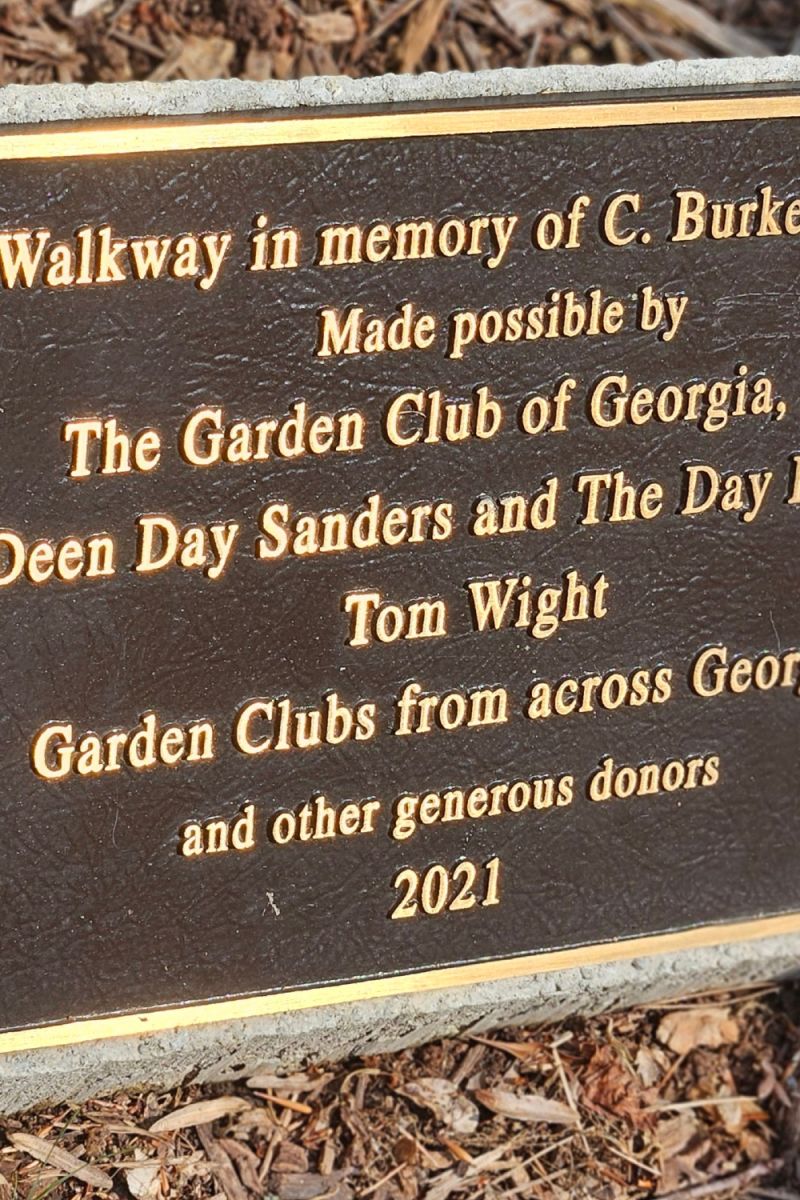 Walkway in memory of C. Burke
Made possible by
The Garden Club of Georgia,
Deen Day Sanders and The Day
Tom Wight
Garden Clubs from across
and other generous donors
2021